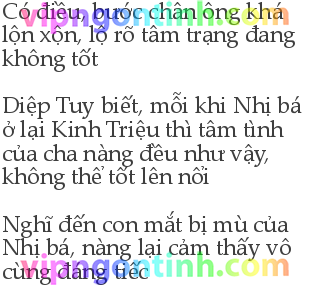 Có điều, bước chân ông khá
vipngontinh.com
lộn xộn, lộ rõ tâm trạng đang
không tốt
Diệp Tuy biết, mỗi khi Nhị bá
ở lại Kinh Triệu thì tâm tình
của cha nàng đều như vậy,
không thể tốt lên nổi
Nghĩ đến con mắt bị mù của
Nhị bá, nàng lại cảm thấy vô
vipngontinh.com
cùng đáng tiếc